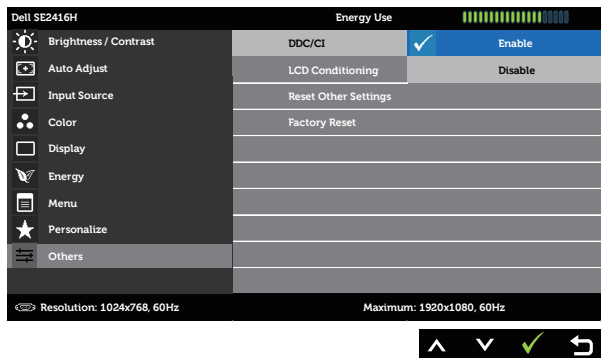 Dell SE2416H Energy Use
Brightness / Contrast DDC/CI Enable
Auto Adjust LCD Conditioning Disable
Input Source Reset Other Settings
Color Factory Reset
Display
Energy
Menu
Personalize
Others
Resolution: 1024x768, 60Hz Maximum: 1920x1080, 60Hz